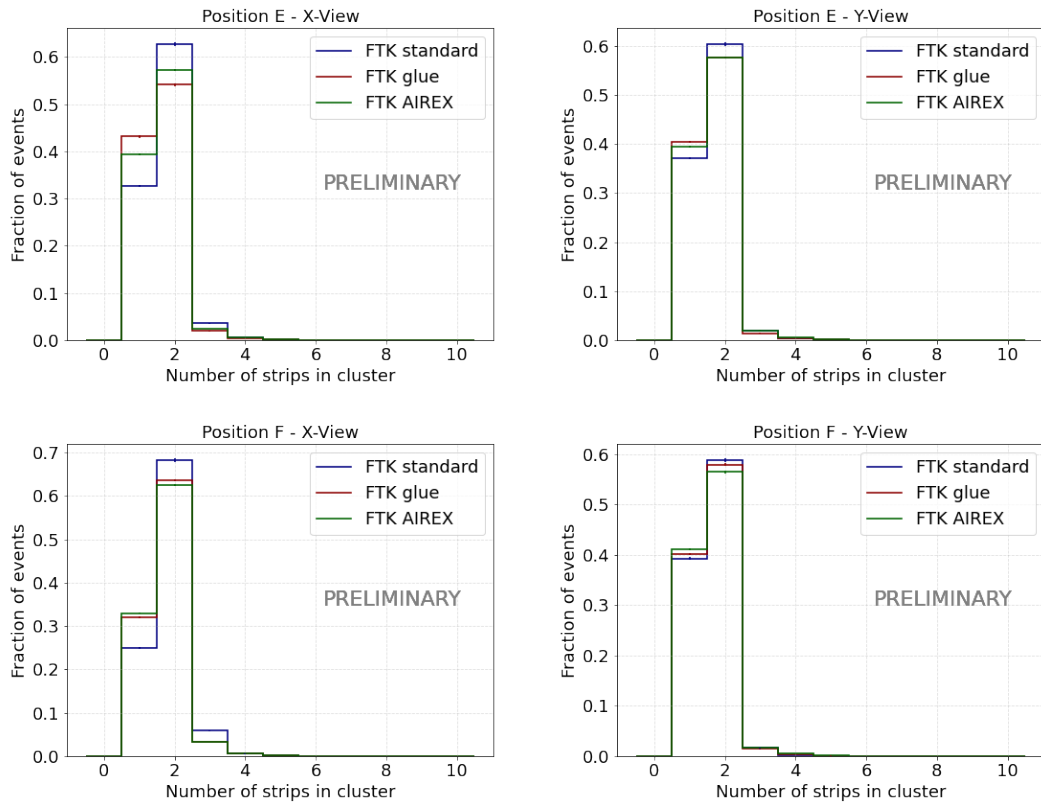 Position E - X-View
Fraction of events
0.6
0.5
0.4
0.3
0.2
0.1
0.0
FTK standard
FTK glue
FTK AIREX
PRELIMINARY
0 2 4 6 8 10
Number of strips in cluster
Position E - Y-View
Fraction of events
0.6
0.5
0.4
0.3
0.2
0.1
0.0
FTK standard
FTK glue
FTK AIREX
PRELIMINARY
0 2 4 6 8 10
Number of strips in cluster
Position F - X-View
Fraction of events
0.7
0.6
0.5
0.4
0.3
0.2
0.1
0.0
FTK standard
FTK glue
FTK AIREX
PRELIMINARY
0 2 4 6 8 10
Number of strips in cluster
Position F - Y-View
Fraction of events
0.6
0.5
0.4
0.3
0.2
0.1
0.0
FTK standard
FTK glue
FTK AIREX
PRELIMINARY
0 2 4 6 8 10
Number of strips in cluster